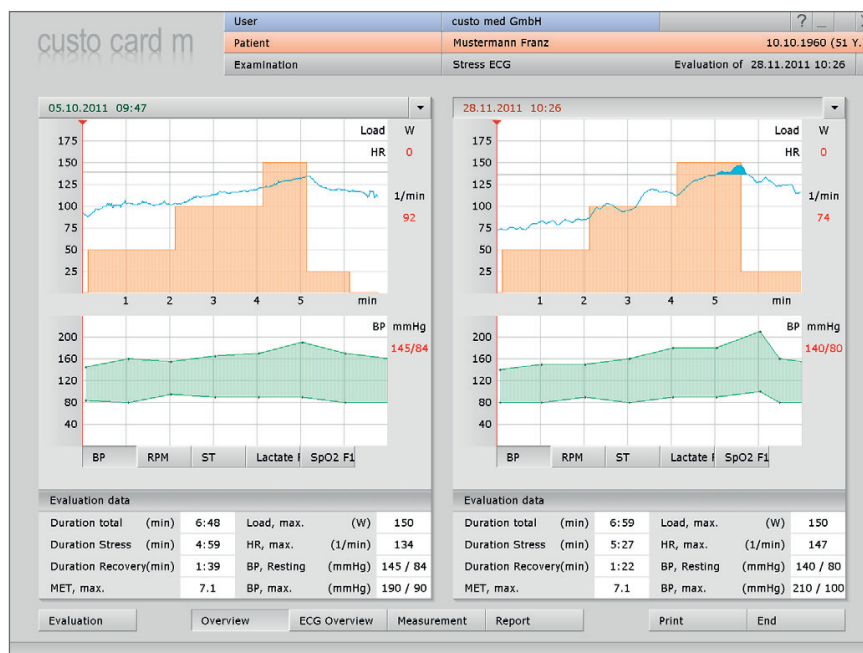 custo card m
User custo med GmbH ? _
Patient Mustermann Franz 10.10.1960 (51 Y.
Examination Stress ECG Evaluation of 28.11.2011 10:26
05.10.2011 09:47
Load W
HR 0
175
150
125
100
75
50
25
1/min
92
1 2 3 4 5 min
BP mmHg
145/84
200
160
120
80
40
BP RPM ST Lactate SpO2 F1
Evaluation data
Duration total (min) 6:48 Load, max. (W) 150
Duration Stress (min) 4:59 HR, max. (1/min) 134
Duration Recovery(min) 1:39 BP, Resting (mmHg) 145 / 84
MET, max. 7.1 BP, max. (mmHg) 190 / 90
28.11.2011 10:26
Load W
HR 0
175
150
125
100
75
50
25
1/min
74
1 2 3 4 5 min
BP mmHg
140/80
200
160
120
80
40
BP RPM ST Lactate SpO2 F1
Evaluation data
Duration total (min) 6:59 Load, max. (W) 150
Duration Stress (min) 5:27 HR, max. (1/min) 147
Duration Recovery(min) 1:22 BP, Resting (mmHg) 140 / 80
MET, max. 7.1 BP, max. (mmHg) 210 / 100
Evaluation Overview ECG Overview Measurement Report Print End